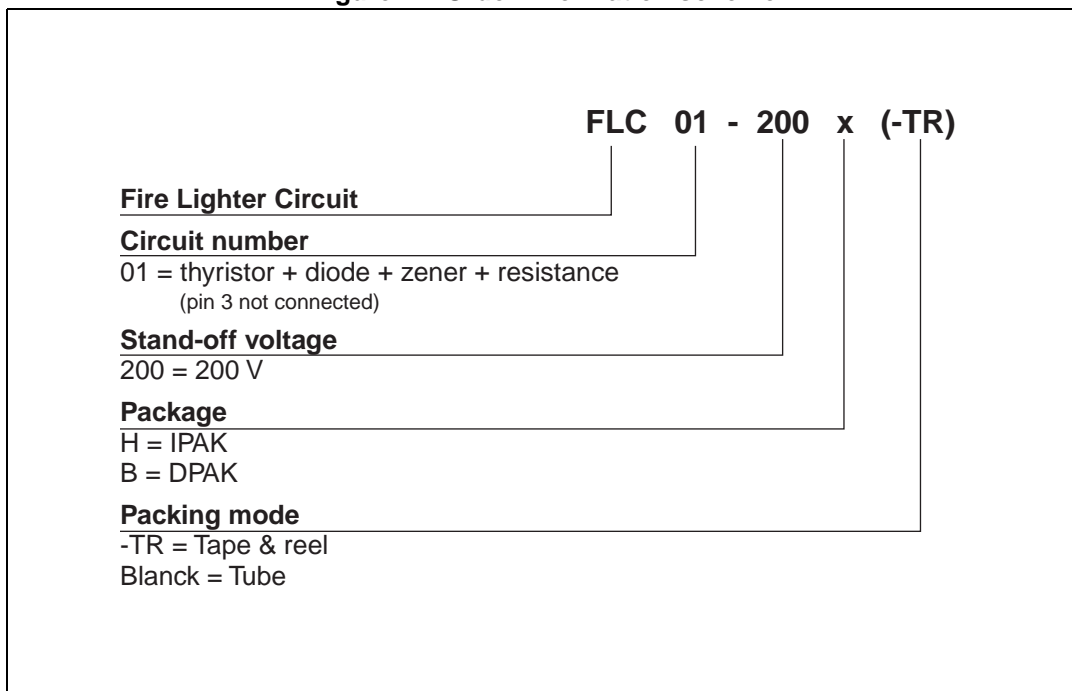 FLC 01 - 200 x (-TR)
Fire Lighter Circuit
Circuit number
01 = thyristor + diode + zener + resistance
(pin 3 not connected)
Stand-off voltage
200 = 200 V
Package
H = IPAK
B = DPAK
Packing mode
-TR = Tape & reel
Blanck = Tube